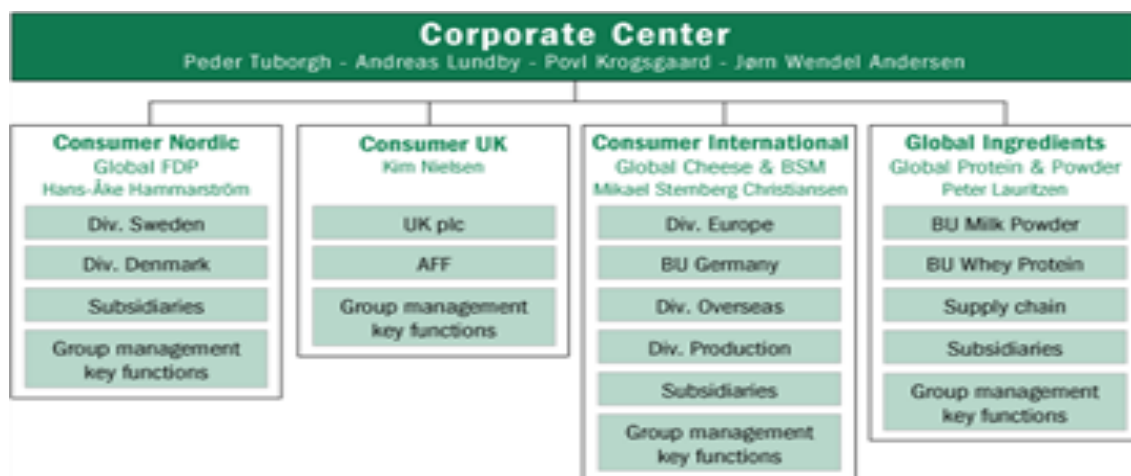 Corporate Center
Peder Tuborgh - Andreas Lundby - Povl Krogsgaard - Jørn Wendel Andersen
Consumer Nordic
Global FDP
Hans-Åke Hammarström
Div. Sweden
Div. Denmark
Subsidiaries
Group management
key functions
Consumer UK
Kim Nielsen
UK plc
AFF
Group management
key functions
Consumer International
Global Cheese & BSM
Mikael Stemberg Christiansen
Div. Europe
BU Germany
Div. Overseas
Div. Production
Subsidiaries
Group management
key functions
Global Ingredients
Global Protein & Powder
Peter Lauritzen
BU Milk Powder
BU Whey Protein
Supply chain
Subsidiaries
Group management
key functions